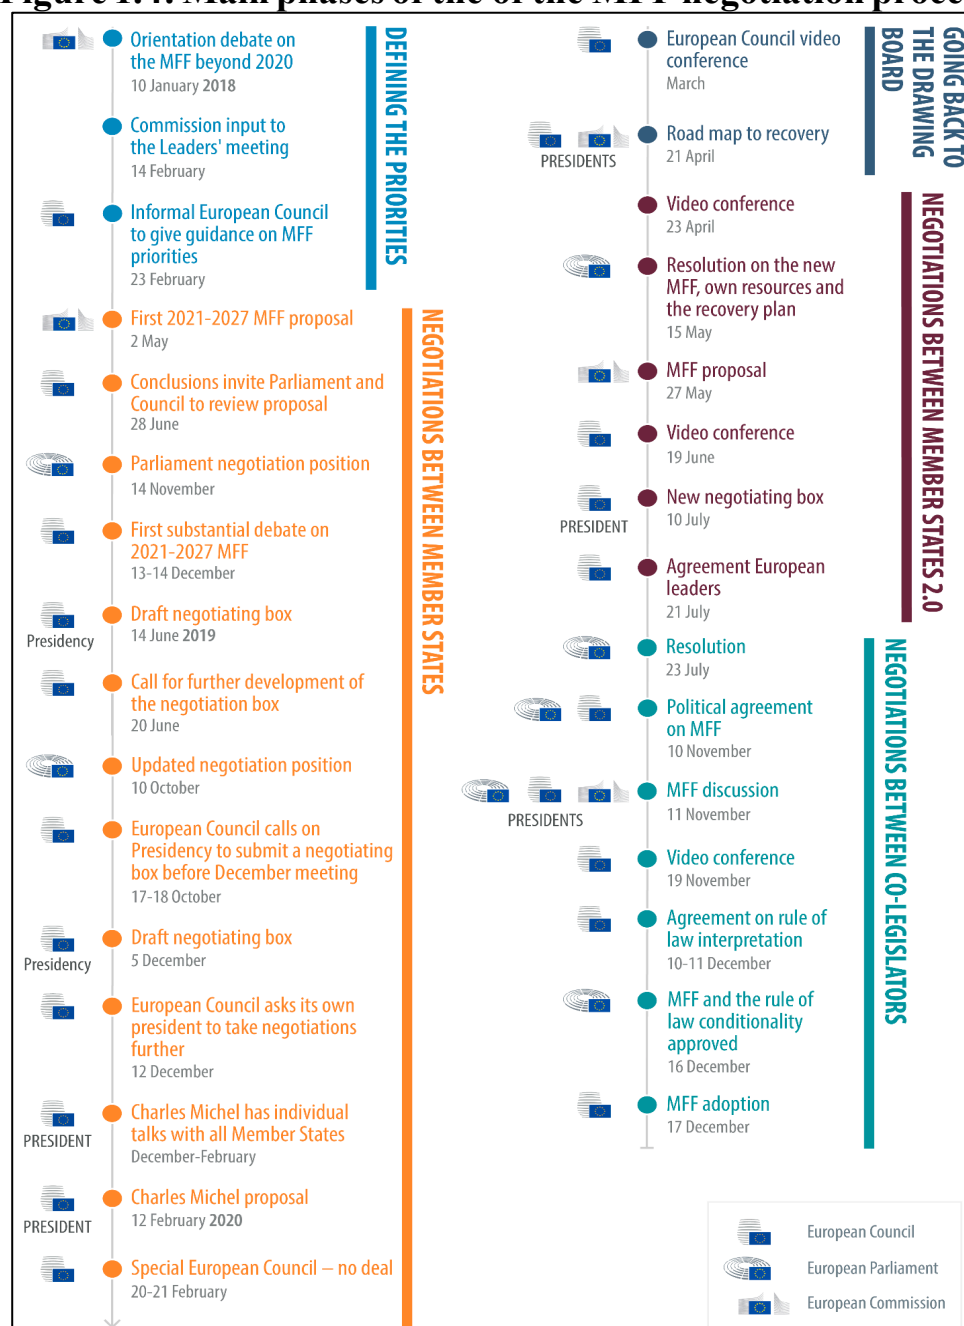 Figure 1.4: Main phases of the of the MFF negotiation proce
Orientation debate on
the MFF beyond 2020
10 January 2018
Commission input to
the Leaders' meeting
14 February
Informal European Council
to give guidance on MFF
priorities
23 February
DEFINING THE PRIORITIES
First 2021-2027 MFF proposal
2 May
Conclusions invite Parliament and
Council to review proposal
28 June
Parliament negotiation position
14 November
First substantial debate on
2021-2027 MFF
13-14 December
Presidency
Draft negotiating box
14 June 2019
Call for further development of
the negotiation box
20 June
Updated negotiation position
10 October
European Council calls on
Presidency to submit a negotiating
box before December meeting
17-18 October
Presidency
Draft negotiating box
5 December
European Council asks its own
president to take negotiations
further
12 December
PRESIDENT
Charles Michel has individual
talks with all Member States
December-February
PRESIDENT
Charles Michel proposal
12 February 2020
Special European Council – no deal
20-21 February
NEGOTIATIONS BETWEEN MEMBER STATES
European Council video
conference
March
PRESIDENTS
Road map to recovery
21 April
GOING BACK TO
THE DRAWING
BOARD
Video conference
23 April
Resolution on the new
MFF, own resources and
the recovery plan
15 May
MFF proposal
27 May
Video conference
19 June
PRESIDENT
New negotiating box
10 July
Agreement European
leaders
21 July
NEGOTIATIONS BETWEEN MEMBER STATES 2.0
Resolution
23 July
Political agreement
on MFF
10 November
PRESIDENTS
MFF discussion
11 November
Video conference
19 November
Agreement on rule of
law interpretation
10-11 December
MFF and the rule of
law conditionality
approved
16 December
MFF adoption
17 December
NEGOTIATIONS BETWEEN CO-LEGISLATORS
European Council
European Parliament
European Commission